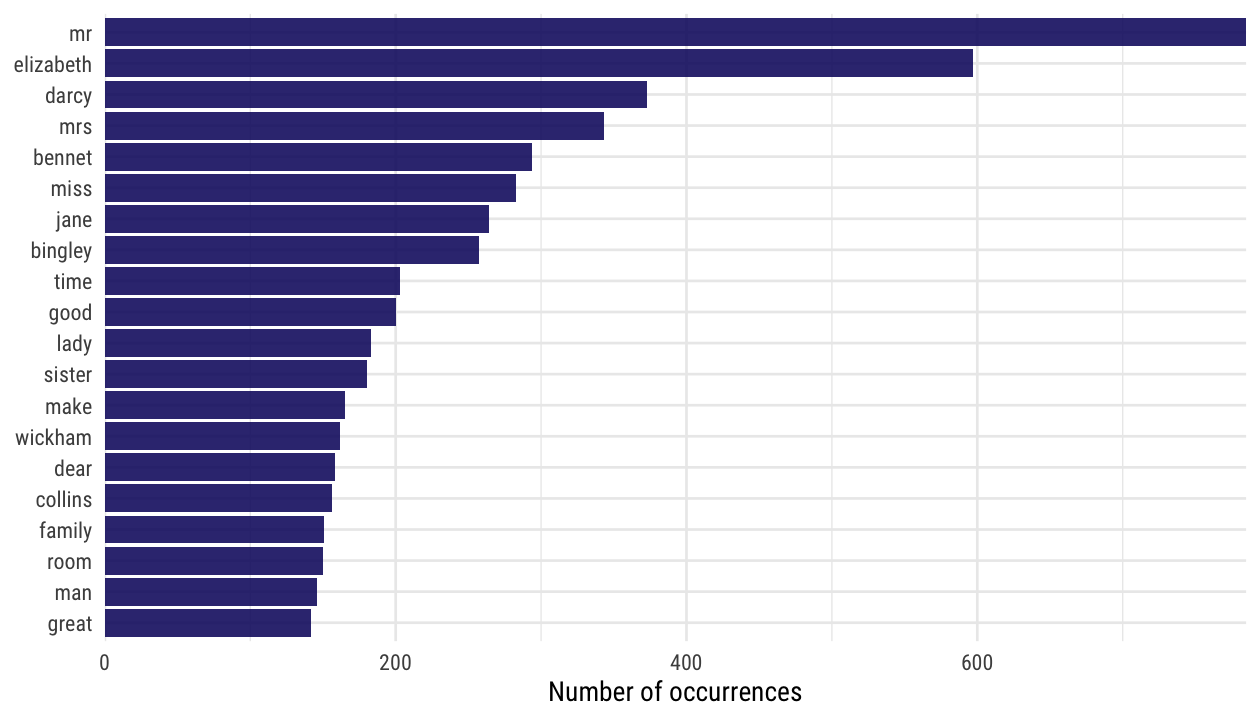 mr
elizabeth
darcy
mrs
bennet
miss
jane
bingley
time
good
lady
sister
make
wickham
dear
collins
family
room
man
great
0 200 400 600
Number of occurrences